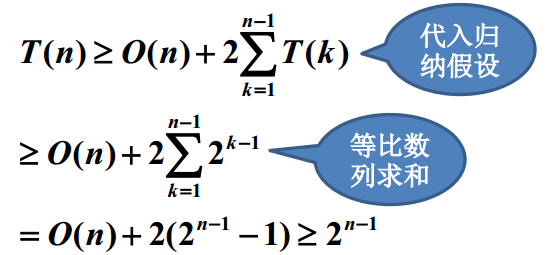 T(n) ≥ O(n) + 2∑_{k=1}^{n-1} T(k)
代入归
纳假设
≥ O(n) + 2∑_{k=1}^{n-1} 2^{k-1}
等比数
列求和
= O(n) + 2(2^{n-1} − 1) ≥ 2^{n-1}